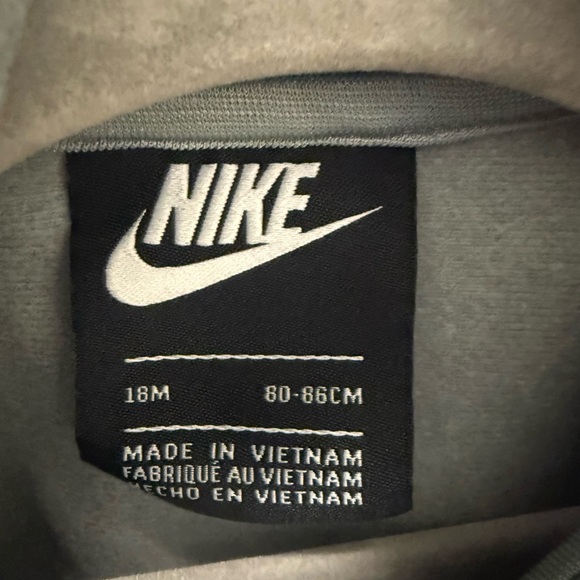 NIKE
18M 80-86CM
MADE IN VIETNAM
FABRIQUÉ AU VIETNAM
HECHO EN VIETNAM